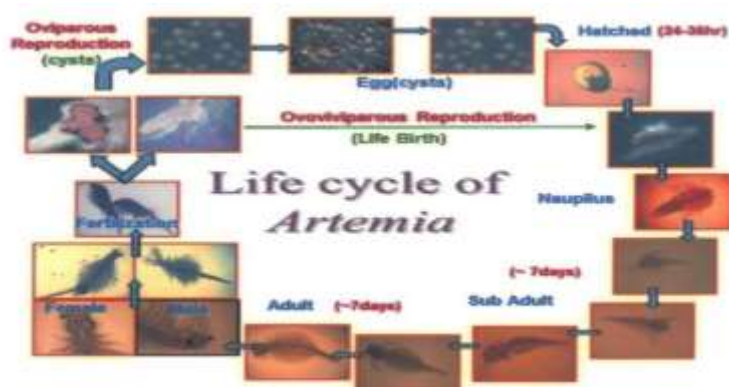 Oviparous
Reproduction
(cysts)
Hatched (24-36hr)
Egg(cysts)
Ovoviviparous Reproduction
(Life Birth)
Life cycle of
Artemia
Naupilus
Fertilization
(~ 7days)
Sub Adult
Adult (~7days)
Female
Male